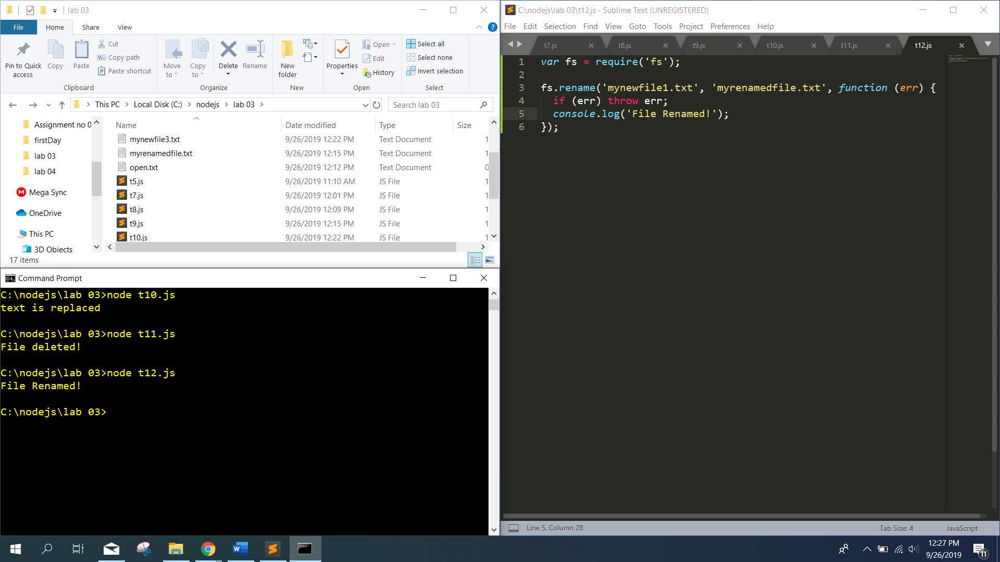 lab 03
File Home Share View
Pin to Quick access
Copy
Paste
Cut
Copy path
Paste shortcut
Clipboard
Move to
Copy to
Delete
Rename
Organize
New folder
New
Properties
Open
Edit
History
Open
Select all
Select none
Invert selection
Select
This PC > Local Disk (C:) > nodejs > lab 03 >
Search lab 03
Assignment no 0
firstDay
lab 03
lab 04
Mega Sync
OneDrive
This PC
3D Objects
Name Date modified Type Size
mynewfile3.txt 9/26/2019 12:22 PM Text Document 1
myrenamedfile.txt 9/26/2019 12:15 PM Text Document 1
open.txt 9/26/2019 12:12 PM Text Document 0
t5.js 9/26/2019 11:10 AM JS File 1
t7.js 9/26/2019 12:01 PM JS File 1
t8.js 9/26/2019 12:09 PM JS File 1
t9.js 9/26/2019 12:15 PM JS File 1
t10.js 9/26/2019 12:22 PM JS File 1
17 items
Command Prompt
C:\nodejs\lab 03>node t10.js
text is replaced
C:\nodejs\lab 03>node t11.js
File deleted!
C:\nodejs\lab 03>node t12.js
File Renamed!
C:\nodejs\lab 03>
C:\nodejs\lab 03\t12.js - Sublime Text (UNREGISTERED)
File Edit Selection Find View Goto Tools Project Preferences Help
t7.js t8.js t9.js t10.js t11.js t12.js
1 var fs = require('fs');
2
3 fs.rename('mynewfile1.txt', 'myrenamedfile.txt', function (err) {
4 if (err) throw err;
5 console.log('File Renamed!');
6 });
Line 5, Column 28
Tab Size: 4
JavaScript
12:27 PM
9/26/2019
11